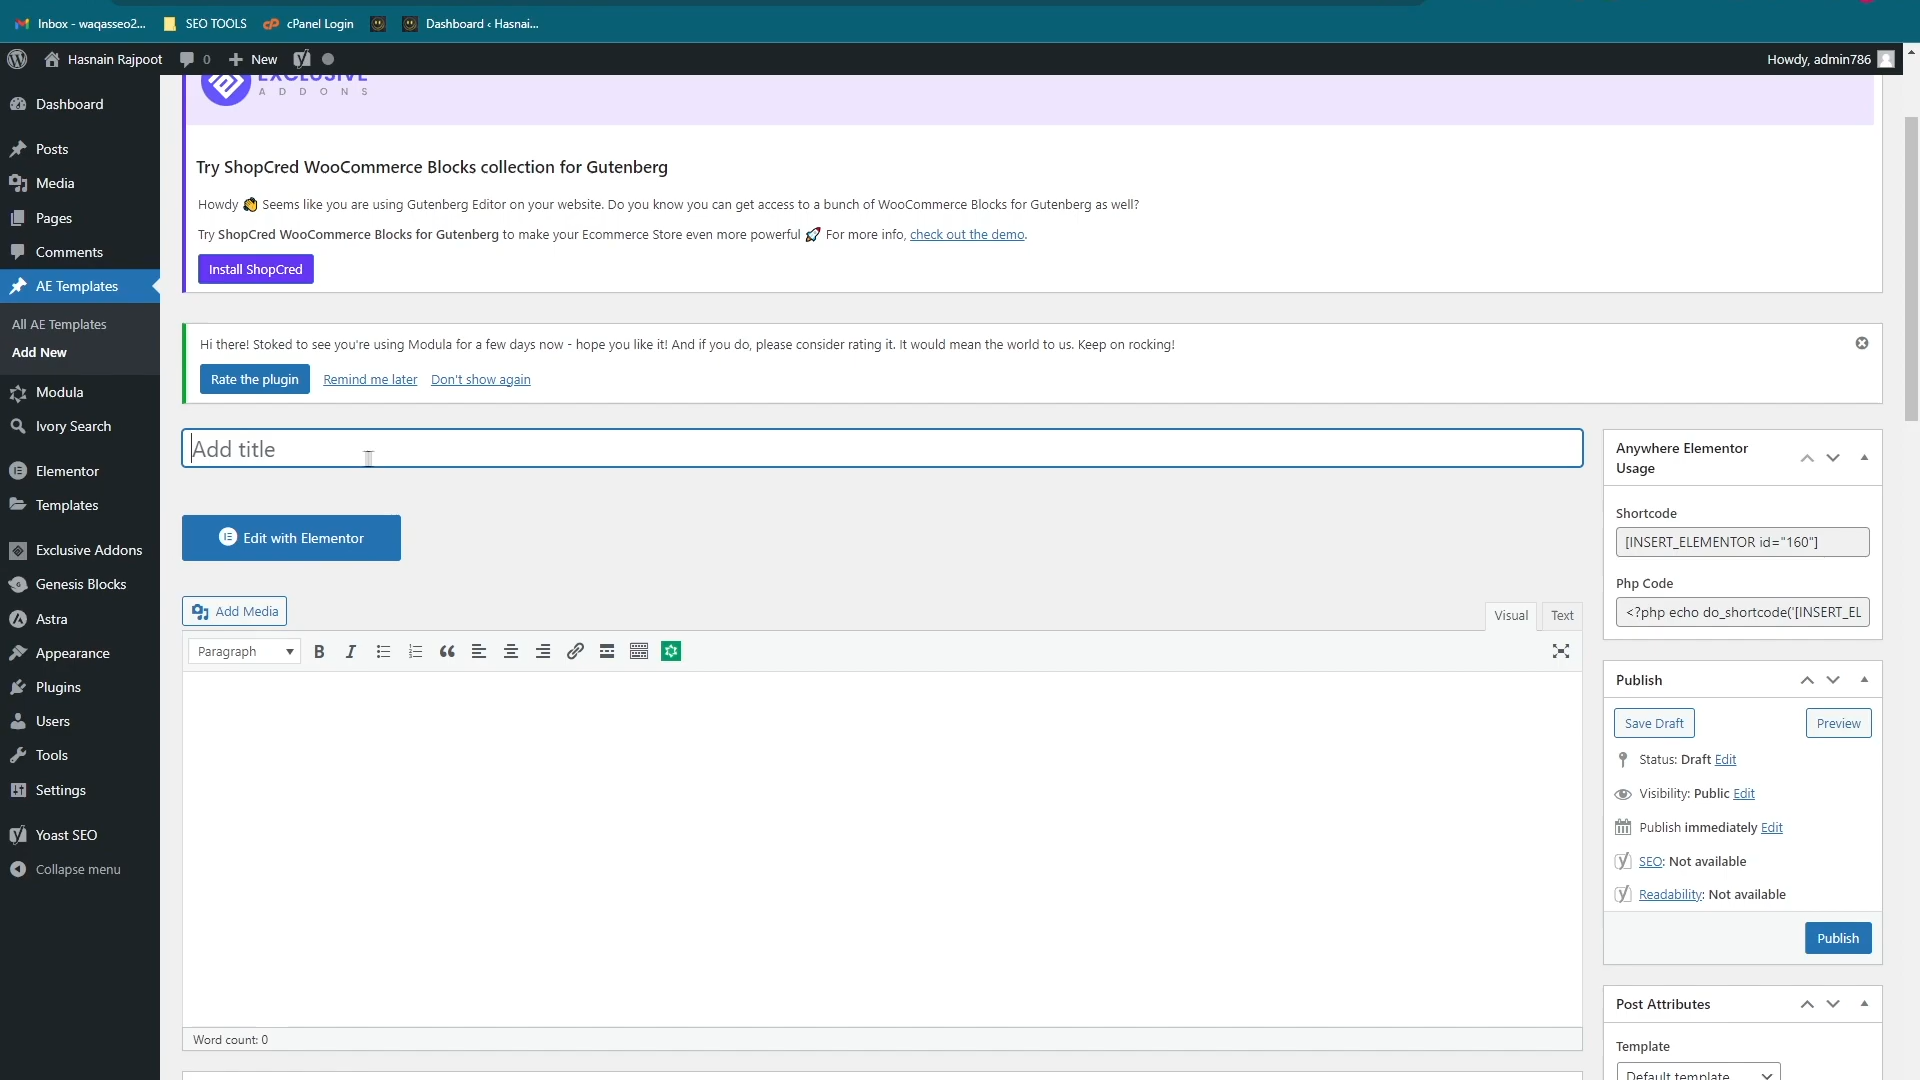 Inbox - waqasseo2...
SEO TOOLS
cPanel Login
Dashboard ‹ Hasnai...
Hasnain Rajpoot
0
New
Howdy, admin786
EXCLUSIVE
ADDONS
Dashboard
Posts
Media
Pages
Comments
AE Templates
All AE Templates
Add New
Modula
Ivory Search
Elementor
Templates
Exclusive Addons
Genesis Blocks
Astra
Appearance
Plugins
Users
Tools
Settings
Yoast SEO
Collapse menu
Try ShopCred WooCommerce Blocks collection for Gutenberg
Howdy 👏 Seems like you are using Gutenberg Editor on your website. Do you know you can get access to a bunch of WooCommerce Blocks for Gutenberg as well?
Try ShopCred WooCommerce Blocks for Gutenberg to make your Ecommerce Store even more powerful 🚀 For more info, check out the demo.
Install ShopCred
Hi there! Stoked to see you're using Modula for a few days now - hope you like it! And if you do, please consider rating it. It would mean the world to us. Keep on rocking!
Rate the plugin
Remind me later
Don't show again
Add title
Edit with Elementor
Add Media
Visual
Text
Paragraph
Word count: 0
Anywhere Elementor
Usage
Shortcode
[INSERT_ELEMENTOR id="160"]
Php Code
<?php echo do_shortcode('[INSERT_EL
Publish
Save Draft
Preview
Status: Draft Edit
Visibility: Public Edit
Publish immediately Edit
SEO: Not available
Readability: Not available
Publish
Post Attributes
Template
Default template